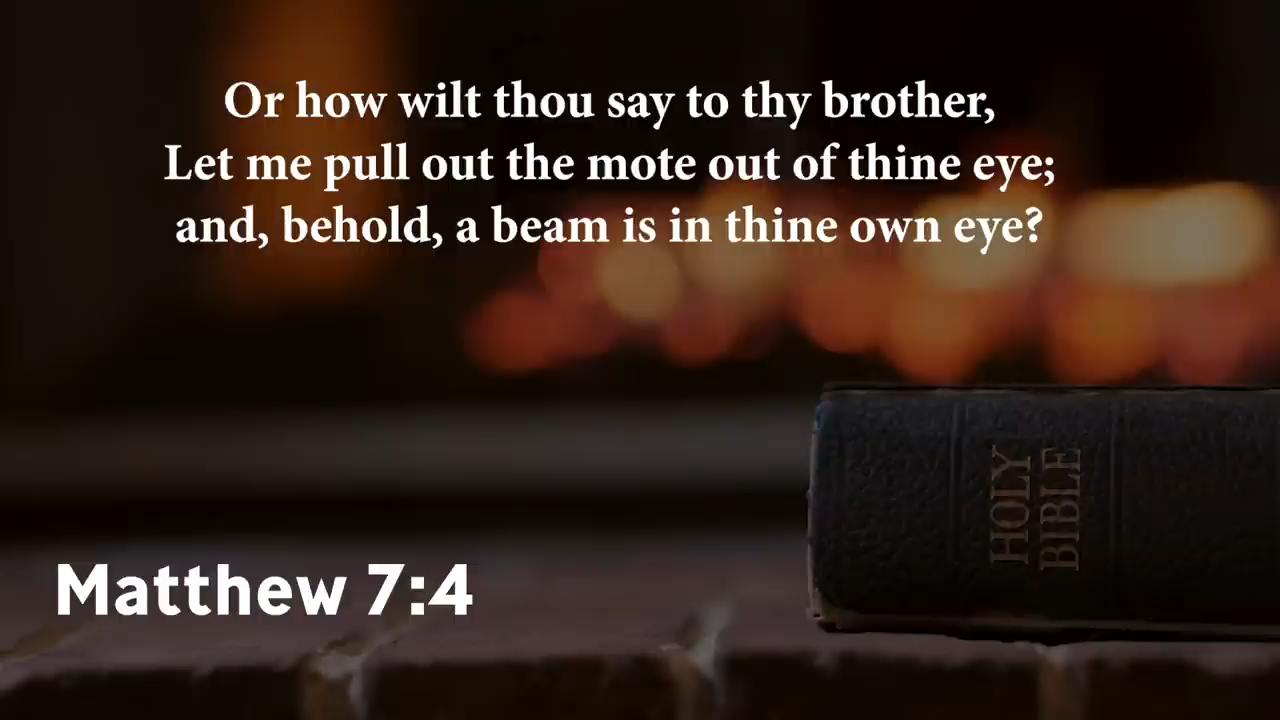 Or how wilt thou say to thy brother,
Let me pull out the mote out of thine eye;
and, behold, a beam is in thine own eye?
HOLY
BIBLE
Matthew 7:4